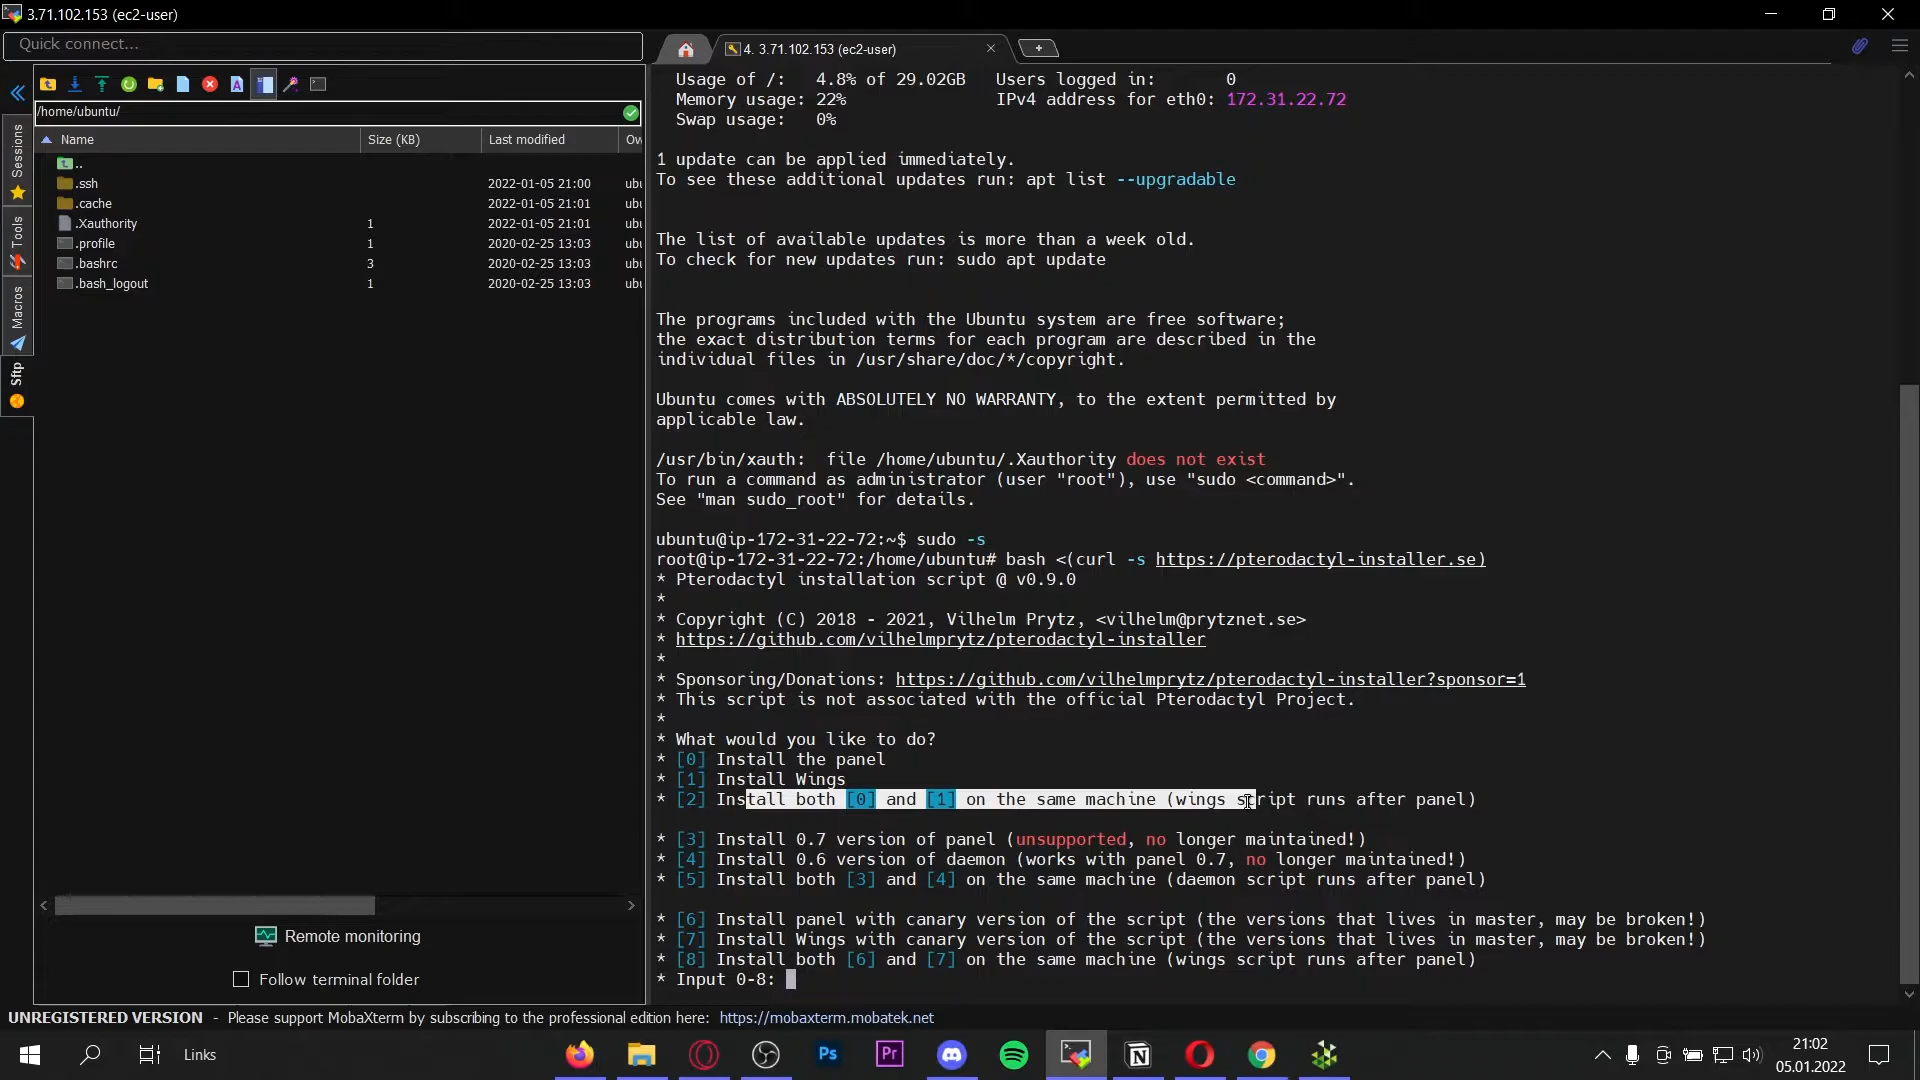 3.71.102.153 (ec2-user)
Quick connect...
4. 3.71.102.153 (ec2-user)
/home/ubuntu/
Name Size (KB) Last modified Ow
..
.ssh 2022-01-05 21:00 ubu
.cache 2022-01-05 21:01 ubu
.Xauthority 1 2022-01-05 21:01 ubu
.profile 1 2020-02-25 13:03 ubu
.bashrc 3 2020-02-25 13:03 ubu
.bash_logout 1 2020-02-25 13:03 ubu
Sessions
Tools
Macros
Sftp
Remote monitoring
Follow terminal folder
Usage of /: 4.8% of 29.02GB Users logged in: 0
Memory usage: 22% IPv4 address for eth0: 172.31.22.72
Swap usage: 0%
1 update can be applied immediately.
To see these additional updates run: apt list --upgradable
The list of available updates is more than a week old.
To check for new updates run: sudo apt update
The programs included with the Ubuntu system are free software;
the exact distribution terms for each program are described in the
individual files in /usr/share/doc/*/copyright.
Ubuntu comes with ABSOLUTELY NO WARRANTY, to the extent permitted by
applicable law.
/usr/bin/xauth: file /home/ubuntu/.Xauthority does not exist
To run a command as administrator (user "root"), use "sudo <command>".
See "man sudo_root" for details.
ubuntu@ip-172-31-22-72:~$ sudo -s
root@ip-172-31-22-72:/home/ubuntu# bash <(curl -s https://pterodactyl-installer.se)
* Pterodactyl installation script @ v0.9.0
*
* Copyright (C) 2018 - 2021, Vilhelm Prytz, <vilhelm@prytznet.se>
* https://github.com/vilhelmprytz/pterodactyl-installer
*
* Sponsoring/Donations: https://github.com/vilhelmprytz/pterodactyl-installer?sponsor=1
* This script is not associated with the official Pterodactyl Project.
*
* What would you like to do?
* [0] Install the panel
* [1] Install Wings
* [2] Install both [0] and [1] on the same machine (wings script runs after panel)
* [3] Install 0.7 version of panel (unsupported, no longer maintained!)
* [4] Install 0.6 version of daemon (works with panel 0.7, no longer maintained!)
* [5] Install both [3] and [4] on the same machine (daemon script runs after panel)
* [6] Install panel with canary version of the script (the versions that lives in master, may be broken!)
* [7] Install Wings with canary version of the script (the versions that lives in master, may be broken!)
* [8] Install both [6] and [7] on the same machine (wings script runs after panel)
* Input 0-8:
UNREGISTERED VERSION - Please support MobaXterm by subscribing to the professional edition here: https://mobaxterm.mobatek.net
Links
Ps
Pr
21:02
05.01.2022